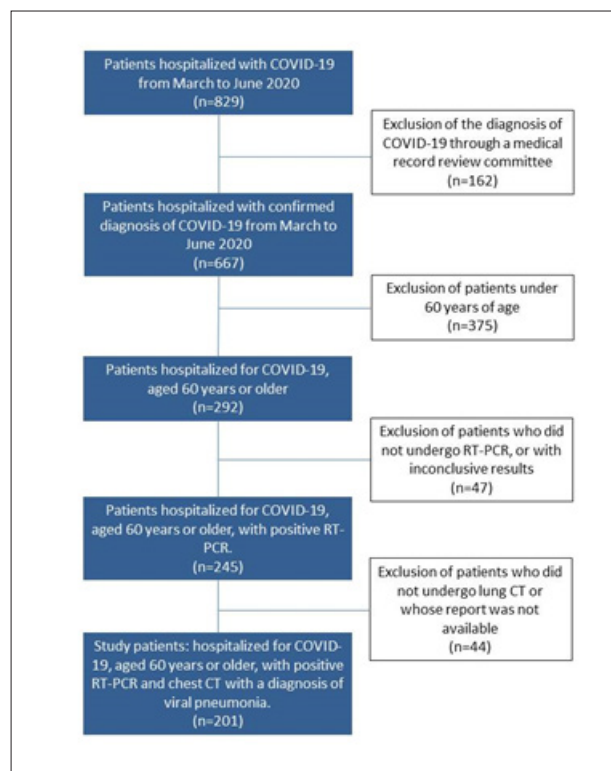 Patients hospitalized with COVID-19
from March to June 2020
(n=829)
Exclusion of the diagnosis of
COVID-19 through a medical
record review committee
(n=162)
Patients hospitalized with confirmed
diagnosis of COVID-19 from March to
June 2020
(n=667)
Exclusion of patients under
60 years of age
(n=375)
Patients hospitalized for COVID-19,
aged 60 years or older
(n=292)
Exclusion of patients who did
not undergo RT-PCR, or with
inconclusive results
(n=47)
Patients hospitalized for COVID-19,
aged 60 years or older, with positive RT-
PCR.
(n=245)
Exclusion of patients who did
not undergo lung CT or
whose report was not
available
(n=44)
Study patients: hospitalized for COVID-
19, aged 60 years or older, with positive
RT-PCR and chest CT with a diagnosis of
viral pneumonia.
(n=201)